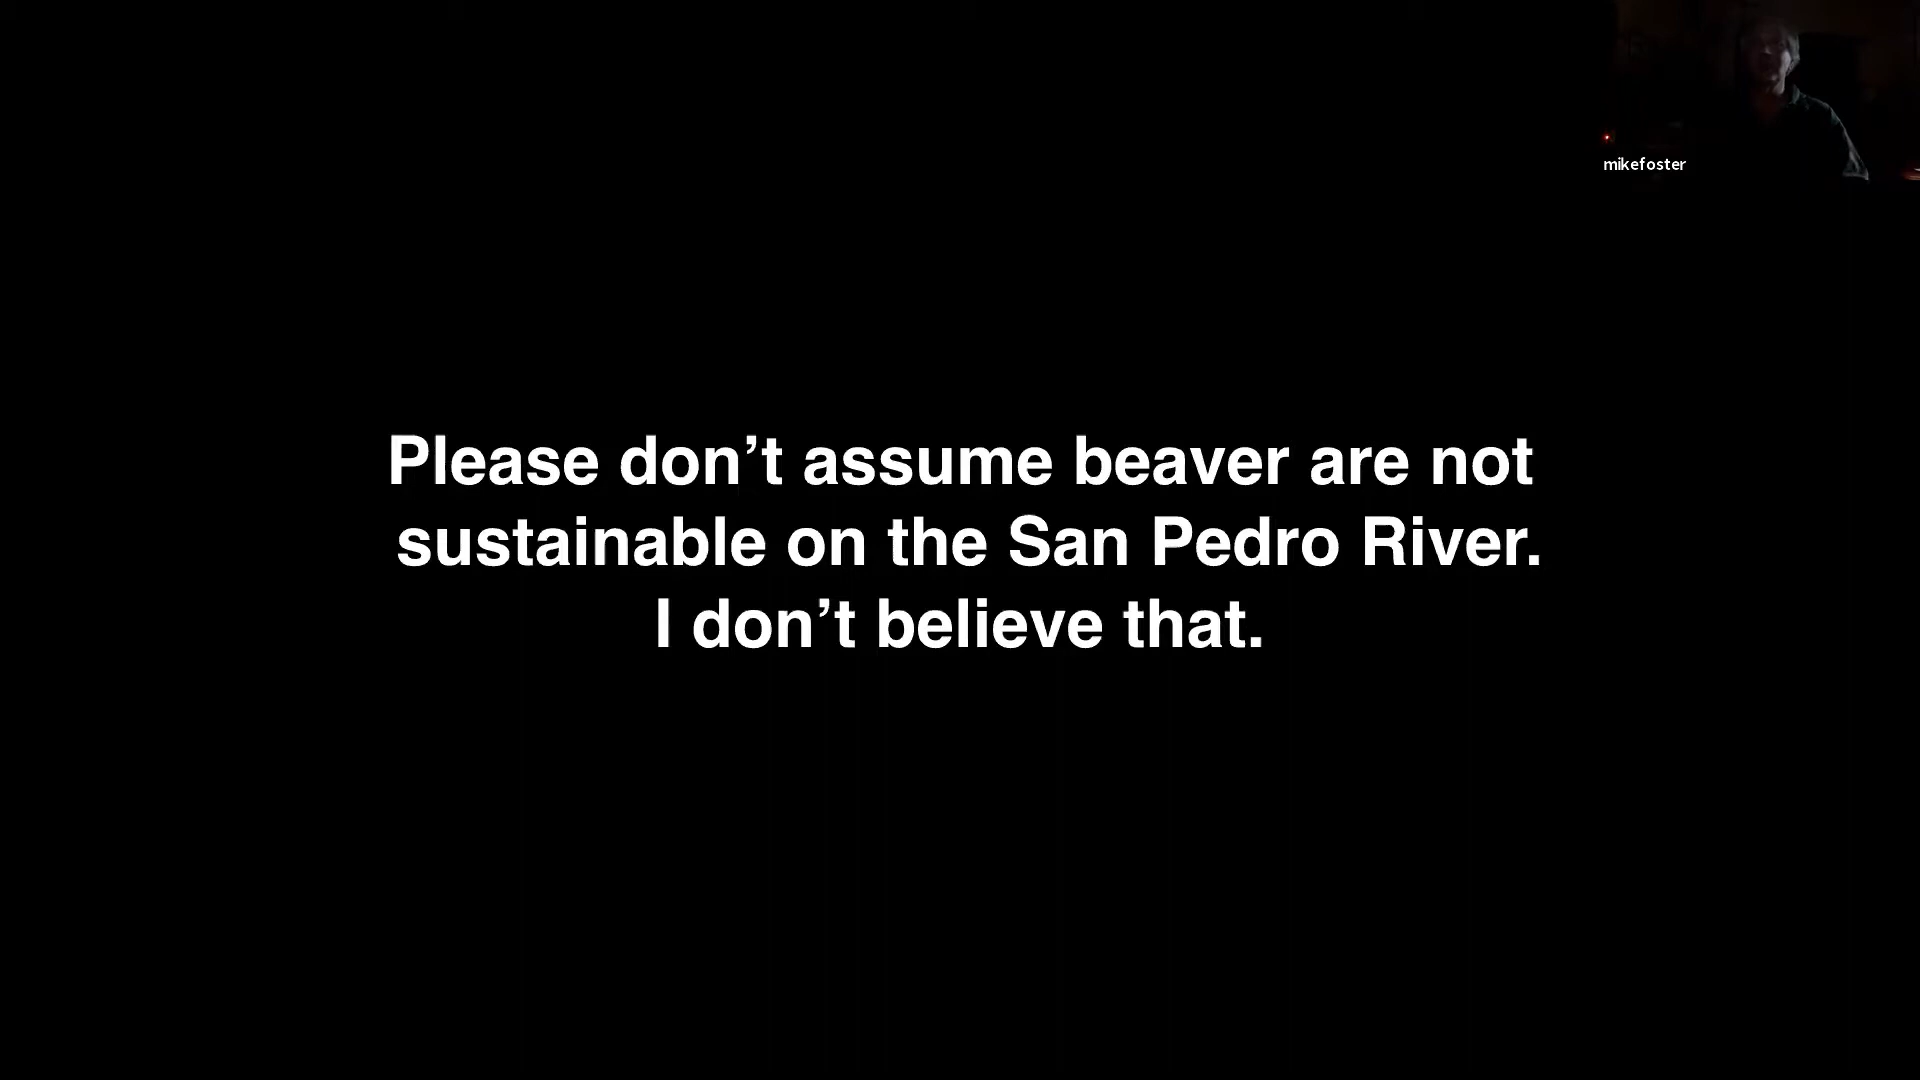 mikefoster
Please don’t assume beaver are not
sustainable on the San Pedro River.
I don’t believe that.